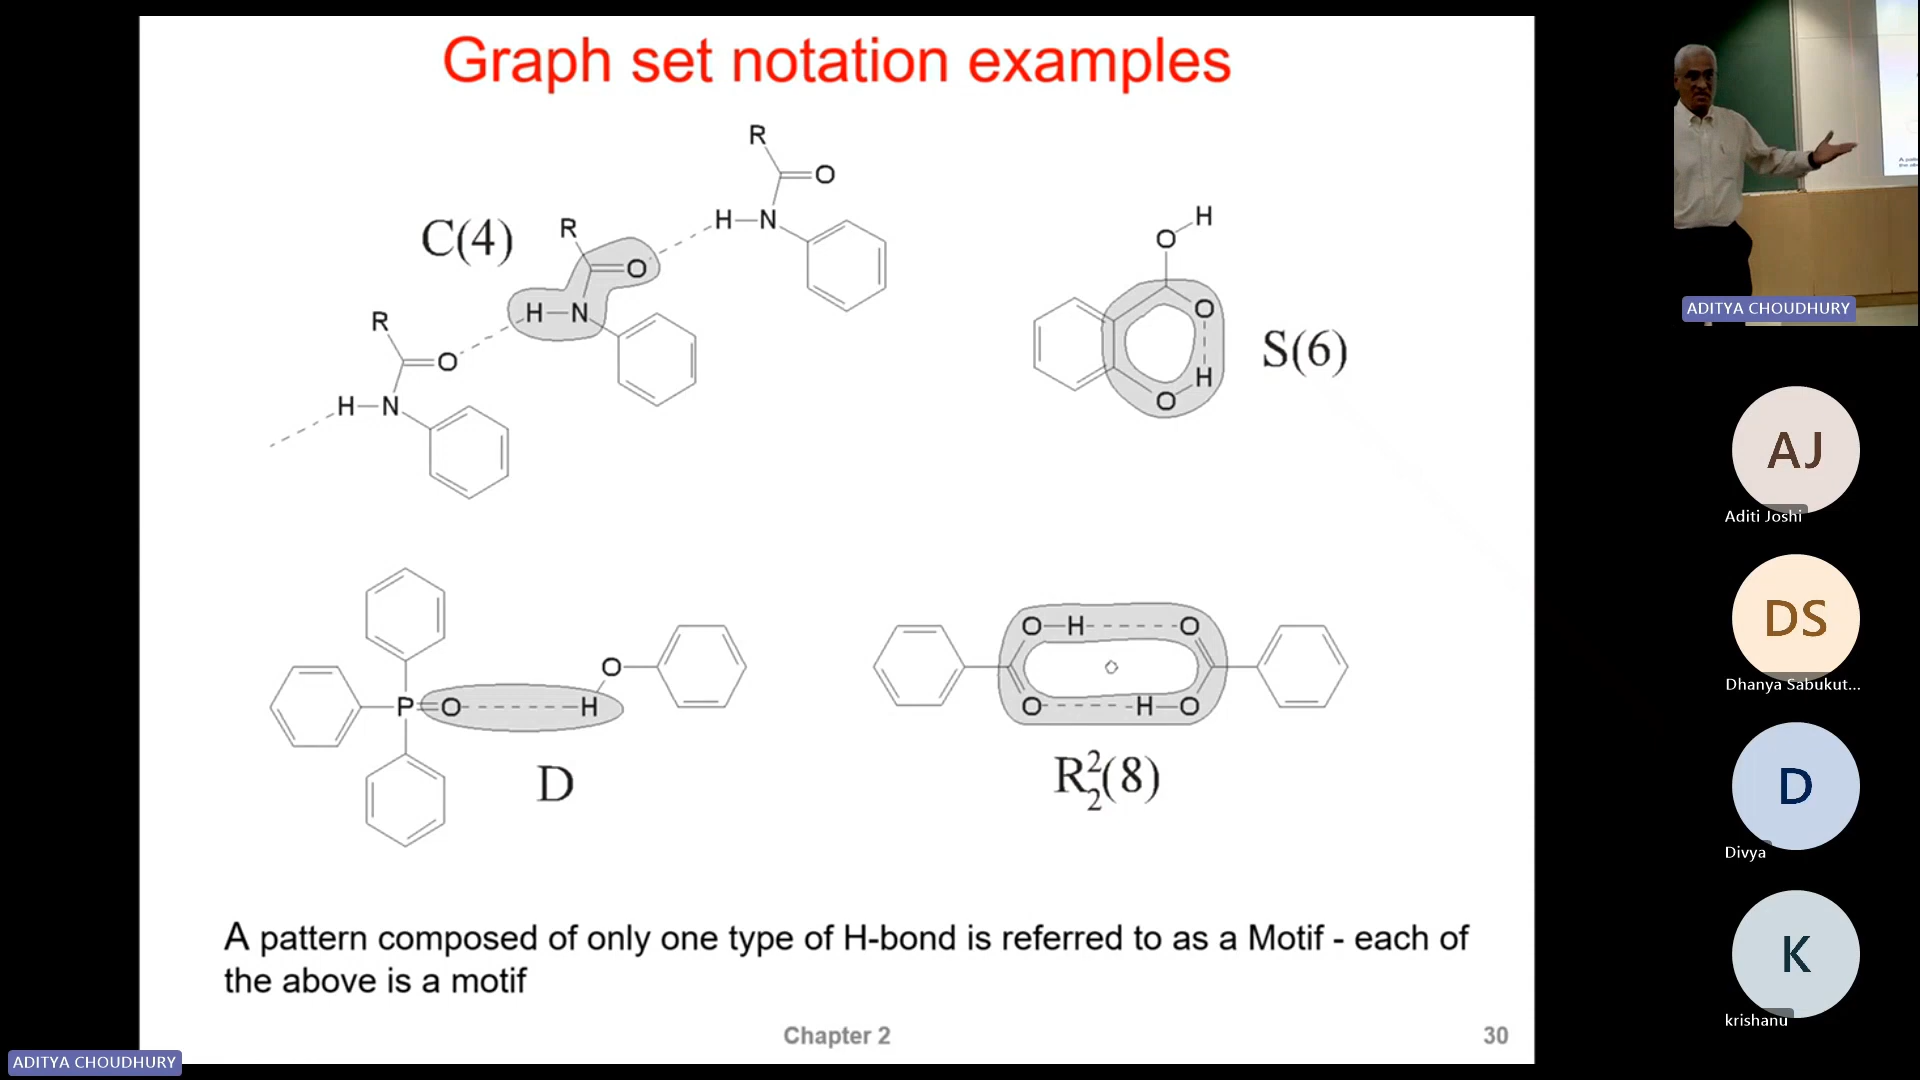 Graph set notation examples
R
O
H N
C(4)
R
O
H N
R
O
H N
H
O
O
H
O
S(6)
P O
O
H
D
O H O
O H O
R²₂(8)
A pattern composed of only one type of H-bond is referred to as a Motif - each of
the above is a motif
Chapter 2
30
ADITYA CHOUDHURY
ADITYA CHOUDHURY
AJ
Aditi Joshi
DS
Dhanya Sabukut...
D
Divya
K
krishanu